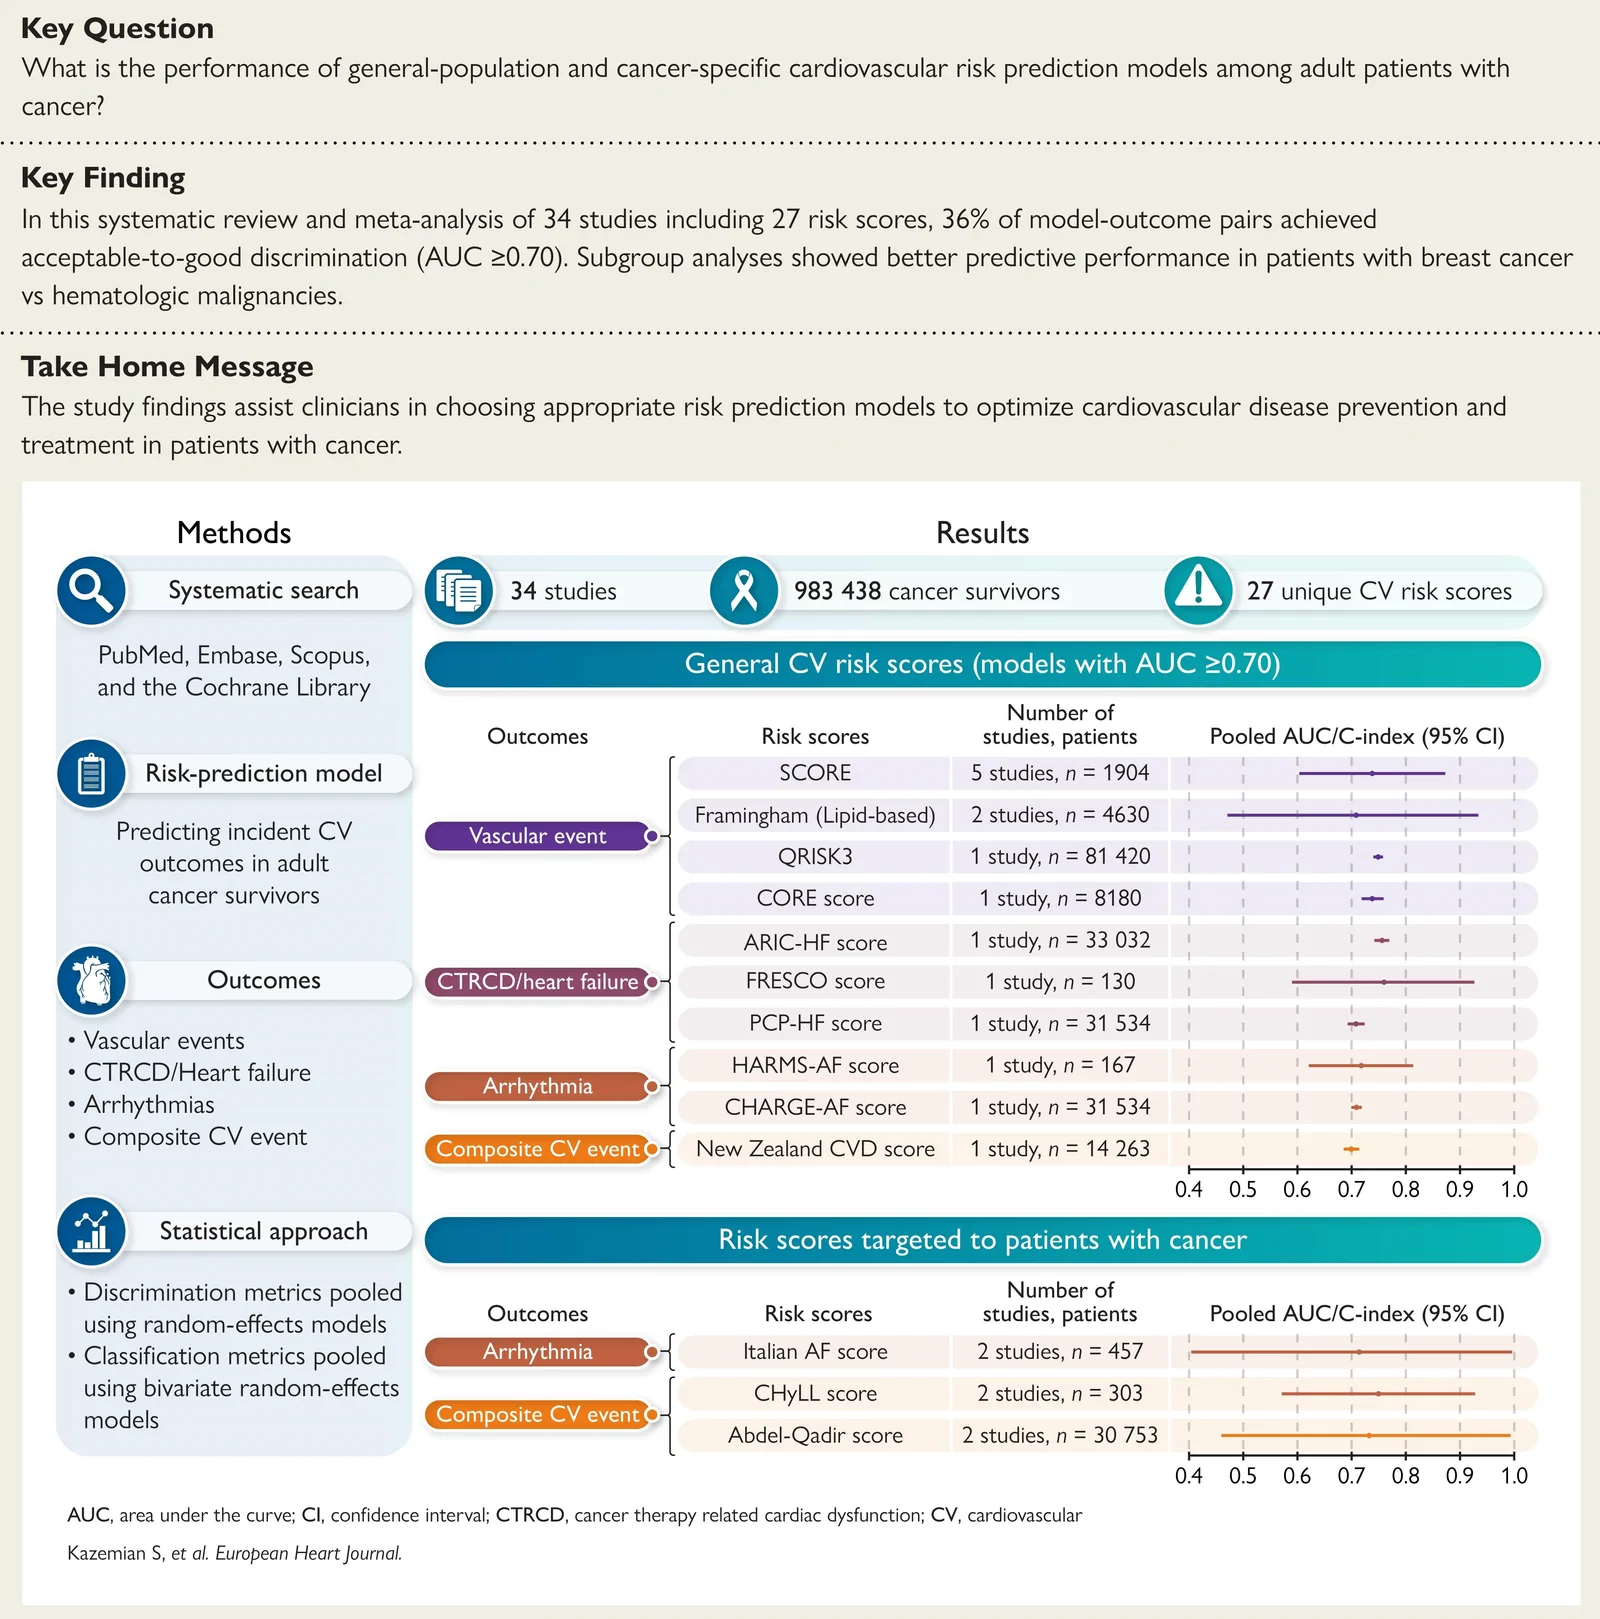 Key Question
What is the performance of general-population and cancer-specific cardiovascular risk prediction models among adult patients with
cancer?
Key Finding
In this systematic review and meta-analysis of 34 studies including 27 risk scores, 36% of model-outcome pairs achieved
acceptable-to-good discrimination (AUC ≥0.70). Subgroup analyses showed better predictive performance in patients with breast cancer
vs hematologic malignancies.
Take Home Message
The study findings assist clinicians in choosing appropriate risk prediction models to optimize cardiovascular disease prevention and
treatment in patients with cancer.
Methods
Systematic search
PubMed, Embase, Scopus,
and the Cochrane Library
Risk-prediction model
Predicting incident CV
outcomes in adult
cancer survivors
Outcomes
• Vascular events
• CTRCD/Heart failure
• Arrhythmias
• Composite CV event
Statistical approach
• Discrimination metrics pooled
using random-effects models
• Classification metrics pooled
using bivariate random-effects
models
Results
34 studies
983 438 cancer survivors
27 unique CV risk scores
General CV risk scores (models with AUC ≥0.70)
Outcomes Risk scores Number of
studies, patients Pooled AUC/C-index (95% CI)
Vascular event
SCORE 5 studies, n = 1904
Framingham (Lipid-based) 2 studies, n = 4630
QRISK3 1 study, n = 81 420
CORE score 1 study, n = 8180
CTRCD/heart failure
ARIC-HF score 1 study, n = 33 032
FRESCO score 1 study, n = 130
PCP-HF score 1 study, n = 31 534
Arrhythmia
HARMS-AF score 1 study, n = 167
CHARGE-AF score 1 study, n = 31 534
Composite CV event
New Zealand CVD score 1 study, n = 14 263
0.4 0.5 0.6 0.7 0.8 0.9 1.0
Risk scores targeted to patients with cancer
Outcomes Risk scores Number of
studies, patients Pooled AUC/C-index (95% CI)
Arrhythmia
Italian AF score 2 studies, n = 457
Composite CV event
CHyLL score 2 studies, n = 303
Abdel-Qadir score 2 studies, n = 30 753
0.4 0.5 0.6 0.7 0.8 0.9 1.0
AUC, area under the curve; CI, confidence interval; CTRCD, cancer therapy related cardiac dysfunction; CV, cardiovascular
Kazemian S, et al. European Heart Journal.